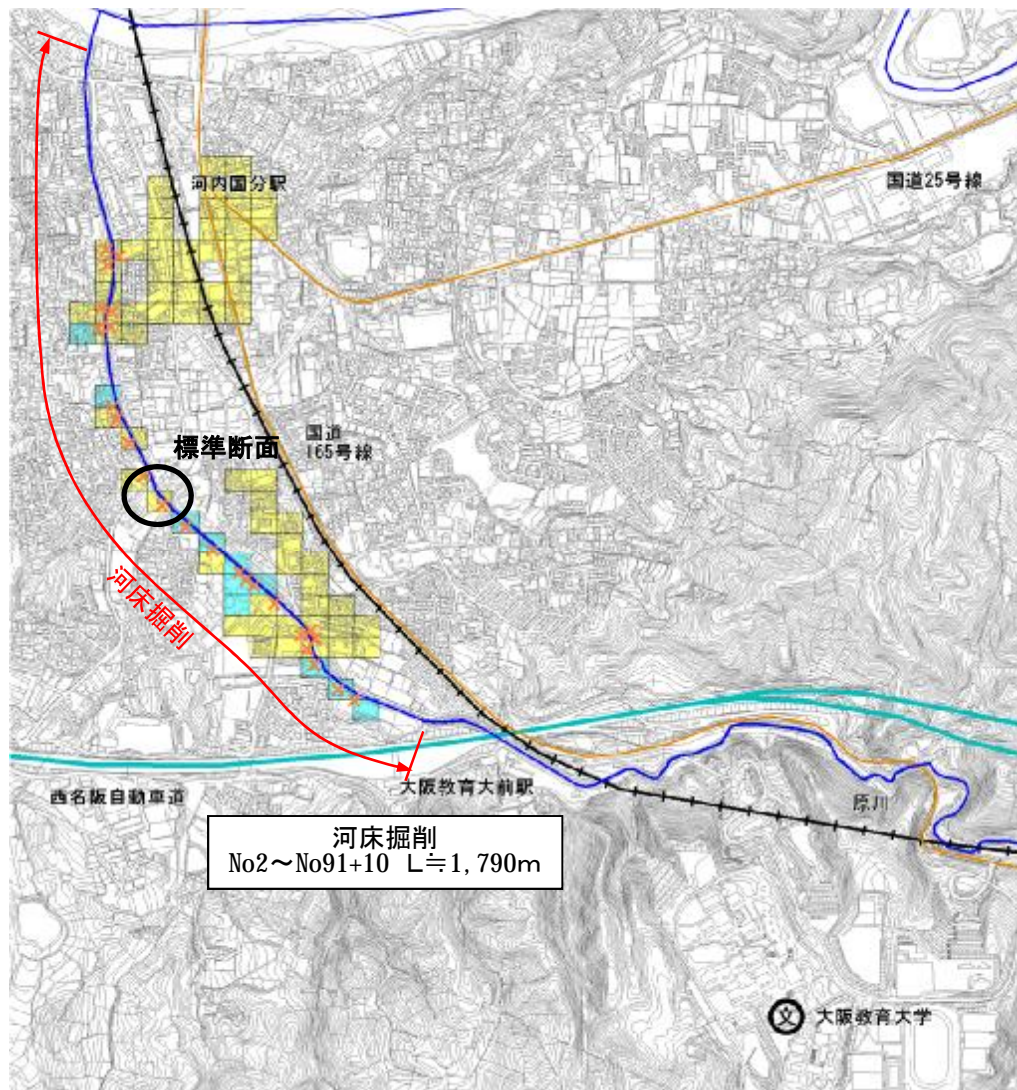 河内国分駅
国道25号線
標準断面
国道
165号線
河床掘削
大阪教育大前駅
西名阪自動車道
原川
河床掘削
No2～No91+10 L≒1,790m
文
大阪教育大学